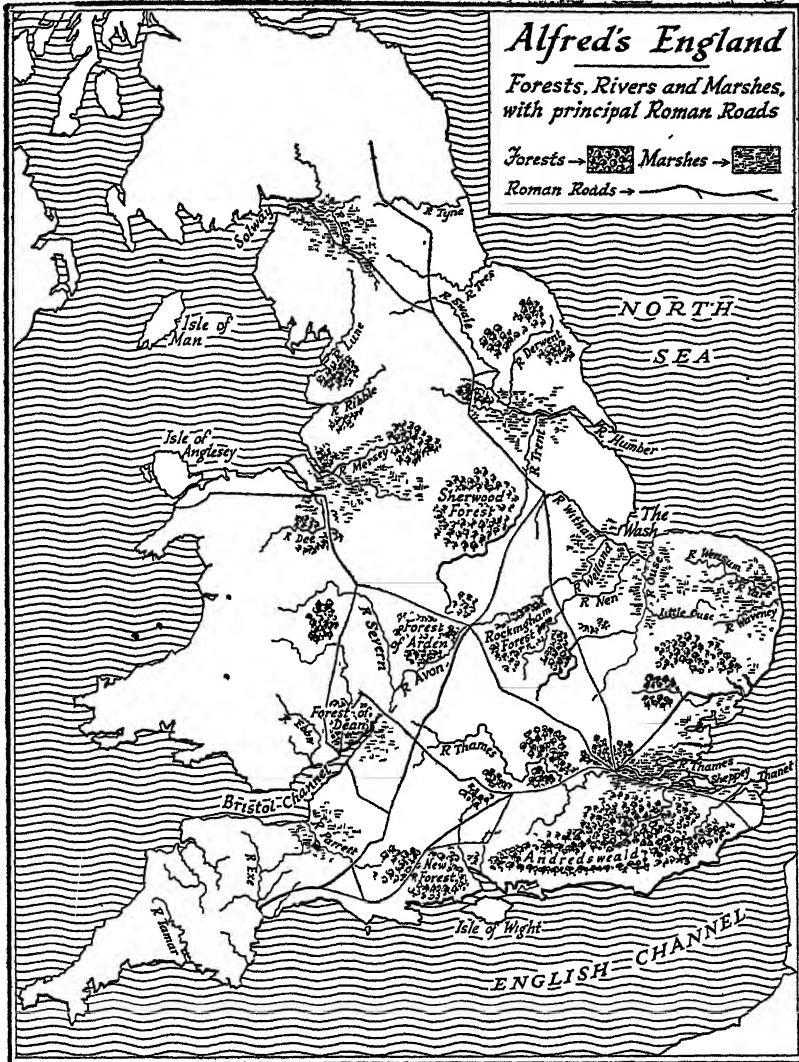 Alfred's England
Forests, Rivers and Marshes,
with principal Roman Roads
Forests→ Marshes→
Roman Roads→
Solway
R Eden
R Tyne
R Tees
R Swale
NORTH
SEA
Isle of
Man
R Lune
R Derwent
R Ribble
Isle of
Anglesey
R Mersey
R Trent
R Humber
Sherwood
Forest
R Dee
R Witham
The
Wash
R Welland
R Nen
R Ouse
R Wensum
Little Ouse
R Waveney
R Severn
Forest
of Arden
Rockingham
Forest
R Avon
Forest of
Dean
R Ebow
R Thames
R Thames
Sheppey
Thanet
Bristol Channel
R Parrett
Andredsweald
New
Forest
R Exe
R Tamar
Isle of Wight
ENGLISH CHANNEL